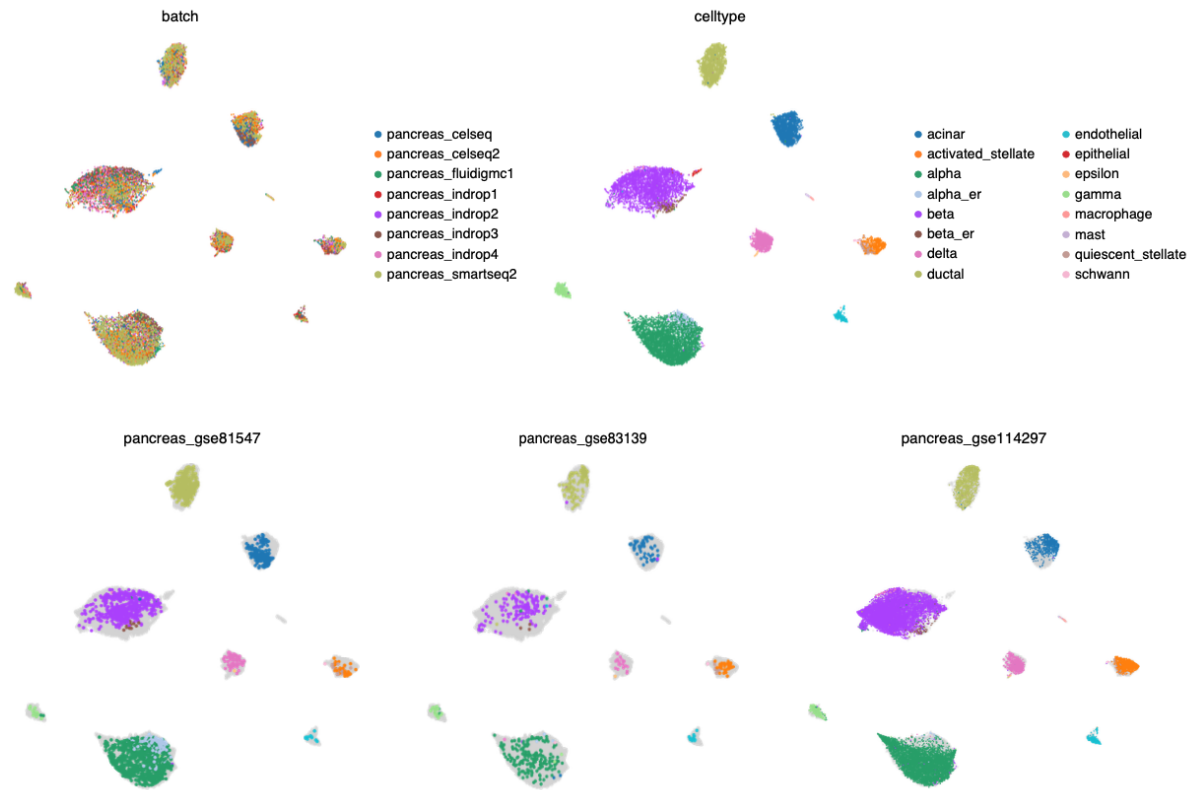 batch
celltype
pancreas_celseq
pancreas_celseq2
pancreas_fluidigmc1
pancreas_indrop1
pancreas_indrop2
pancreas_indrop3
pancreas_indrop4
pancreas_smartseq2
acinar
activated_stellate
alpha
alpha_er
beta
beta_er
delta
ductal
endothelial
epithelial
epsilon
gamma
macrophage
mast
quiescent_stellate
schwann
pancreas_gse81547
pancreas_gse83139
pancreas_gse114297